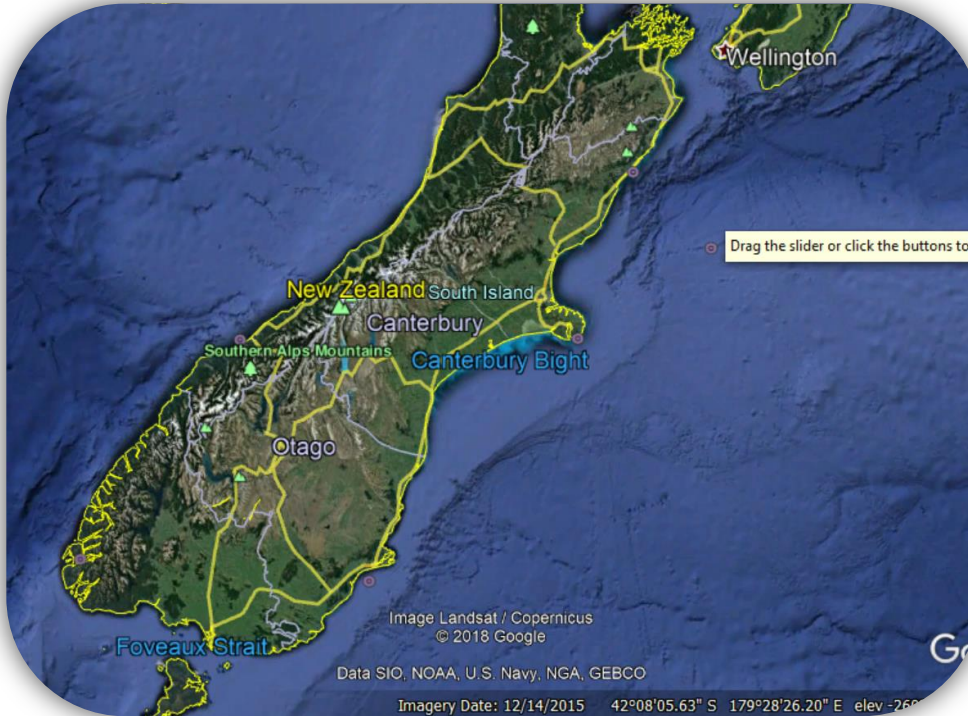 Wellington
Drag the slider or click the buttons to
New Zealand
South Island
Canterbury
Southern Alps Mountains
Canterbury Bight
Otago
Image Landsat / Copernicus
© 2018 Google
Foveaux Strait
Data SIO, NOAA, U.S. Navy, NGA, GEBCO
Imagery Date: 12/14/2015 42°08'05.63" S 179°28'26.20" E elev